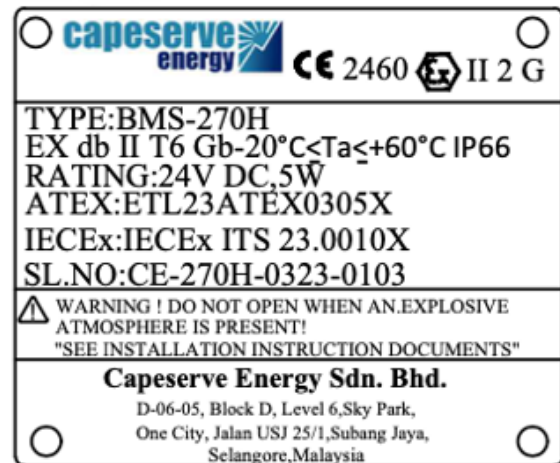 capeserve
energy
CE 2460 Ex II 2 G
TYPE:BMS-270H
EX db II T6 Gb-20°C≤Ta≤+60°C IP66
RATING:24V DC,5W
ATEX:ETL23ATEX0305X
IECEx:IECEx ITS 23.0010X
SL.NO:CE-270H-0323-0103
WARNING ! DO NOT OPEN WHEN AN.EXPLOSIVE
ATMOSPHERE IS PRESENT!
"SEE INSTALLATION INSTRUCTION DOCUMENTS"
Capeserve Energy Sdn. Bhd.
D-06-05, Block D, Level 6,Sky Park,
One City, Jalan USJ 25/1,Subang Jaya,
Selangore,Malaysia